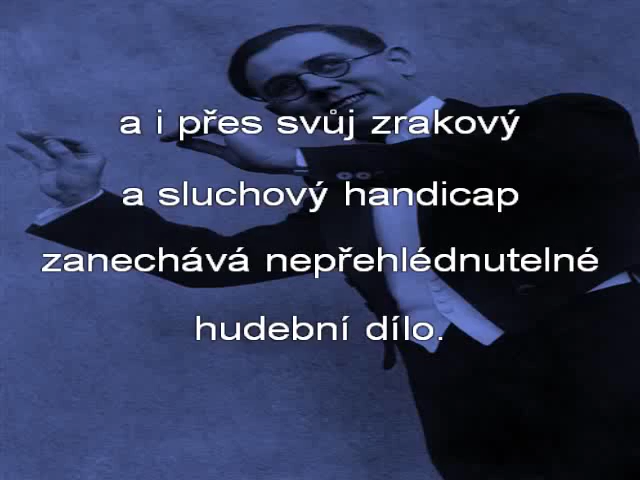 a i přes svůj zrakový
a sluchový handicap
zanechává nepřehlédnutelné
hudební dílo.